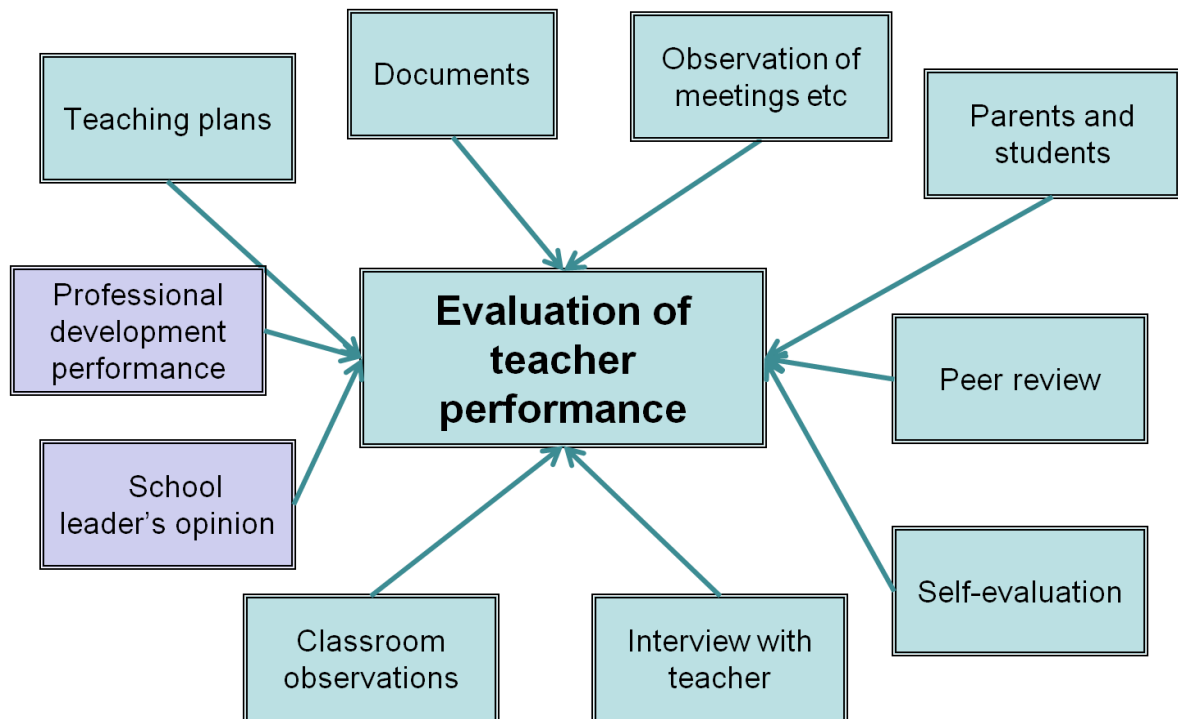 Documents
Observation of
meetings etc
Teaching plans
Parents and
students
Professional
development
performance
Evaluation of
teacher
performance
Peer review
School
leader’s opinion
Self-evaluation
Classroom
observations
Interview with
teacher